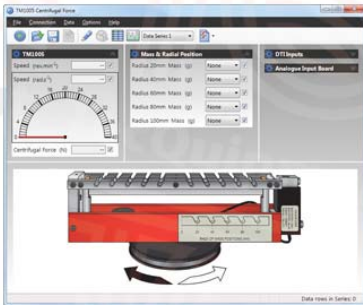 TM1005 Centrifugal Force
File Connection Data Options Help
Data Series 1
TM1005
Speed (rev.min⁻¹)
Speed (rad.s⁻¹)
Centrifugal Force (N)
Mass & Radial Position
Radius 20mm Mass (g) None
Radius 40mm Mass (g) None
Radius 60mm Mass (g) None
Radius 80mm Mass (g) None
Radius 100mm Mass (g) None
DTI Inputs
Analogue Input Board
Data rows in Series: 0